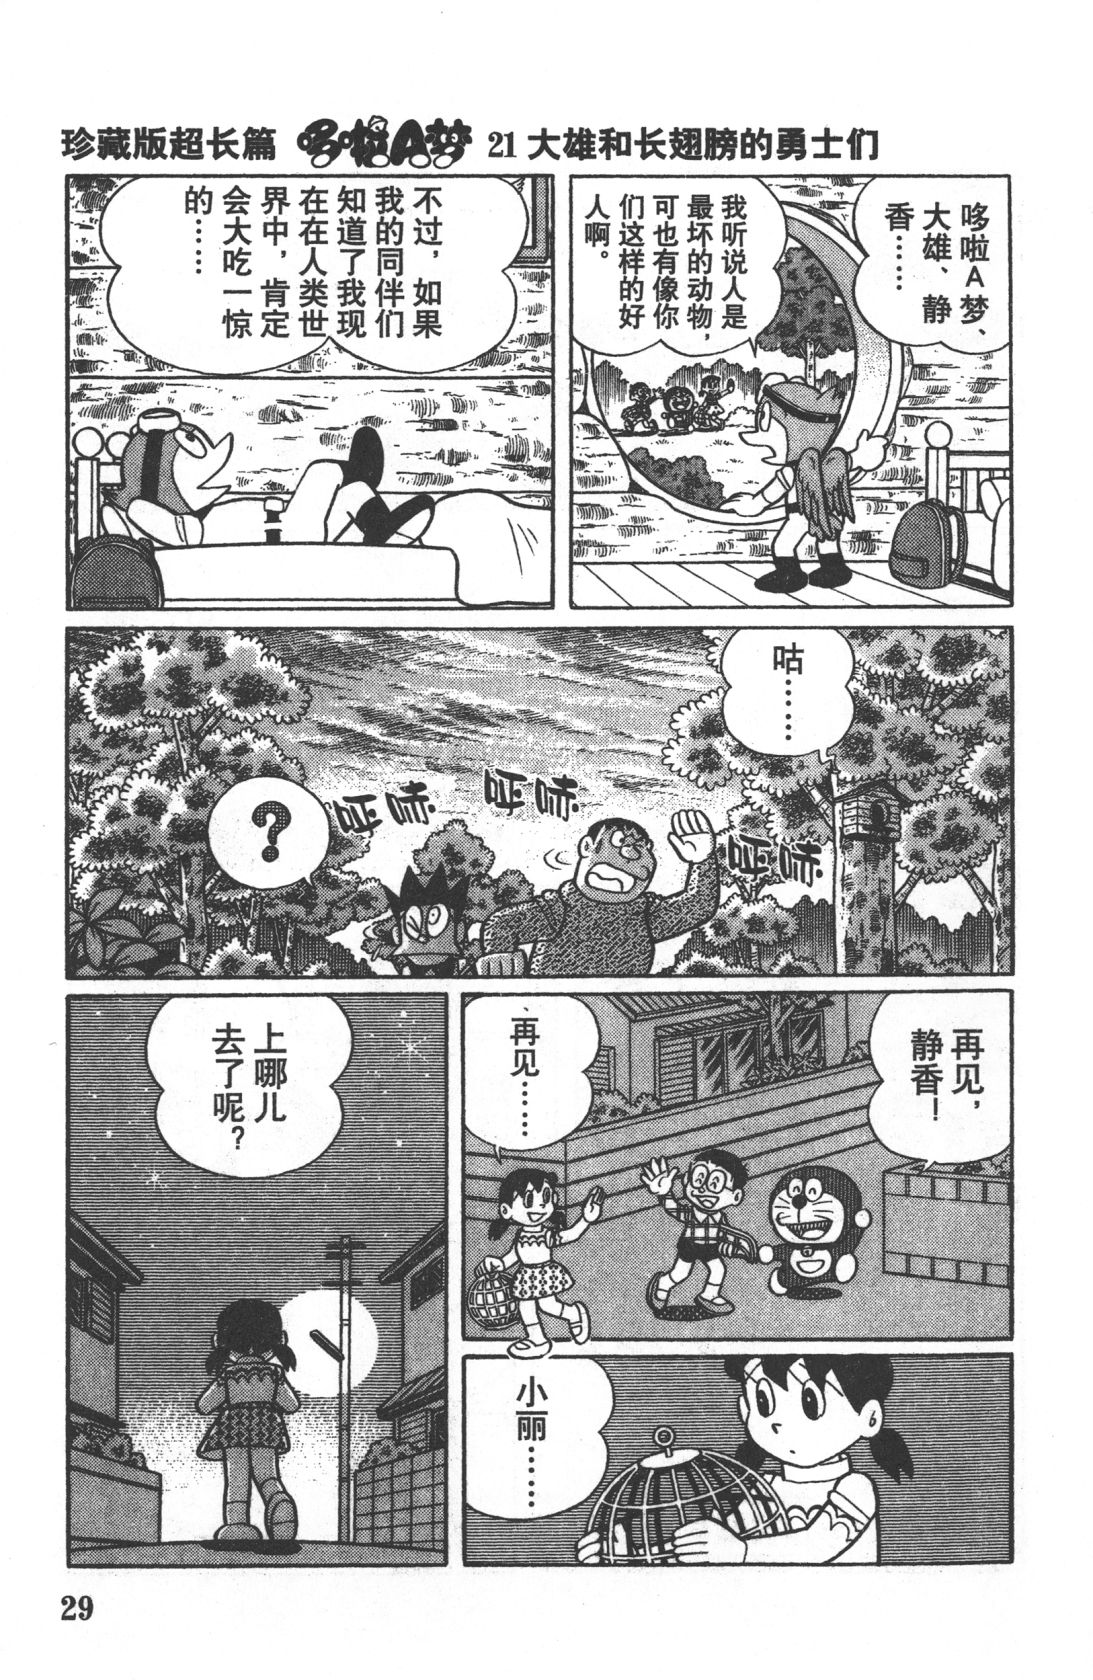 珍藏版超长篇 哆啦A梦 21 大雄和长翅膀的勇士们
哆啦A梦、
大雄、静
香……
我听说人是
最坏的动物，
可也有像你
们这样的好
人啊。
不过，如果
我的同伴们
知道了我现
在在人类世
界中，肯定
会大吃一惊
的……
咕……
呼哧
呼哧
呼哧
？
再见，
静香！
再见……
小丽……
上哪儿
去了呢？
29